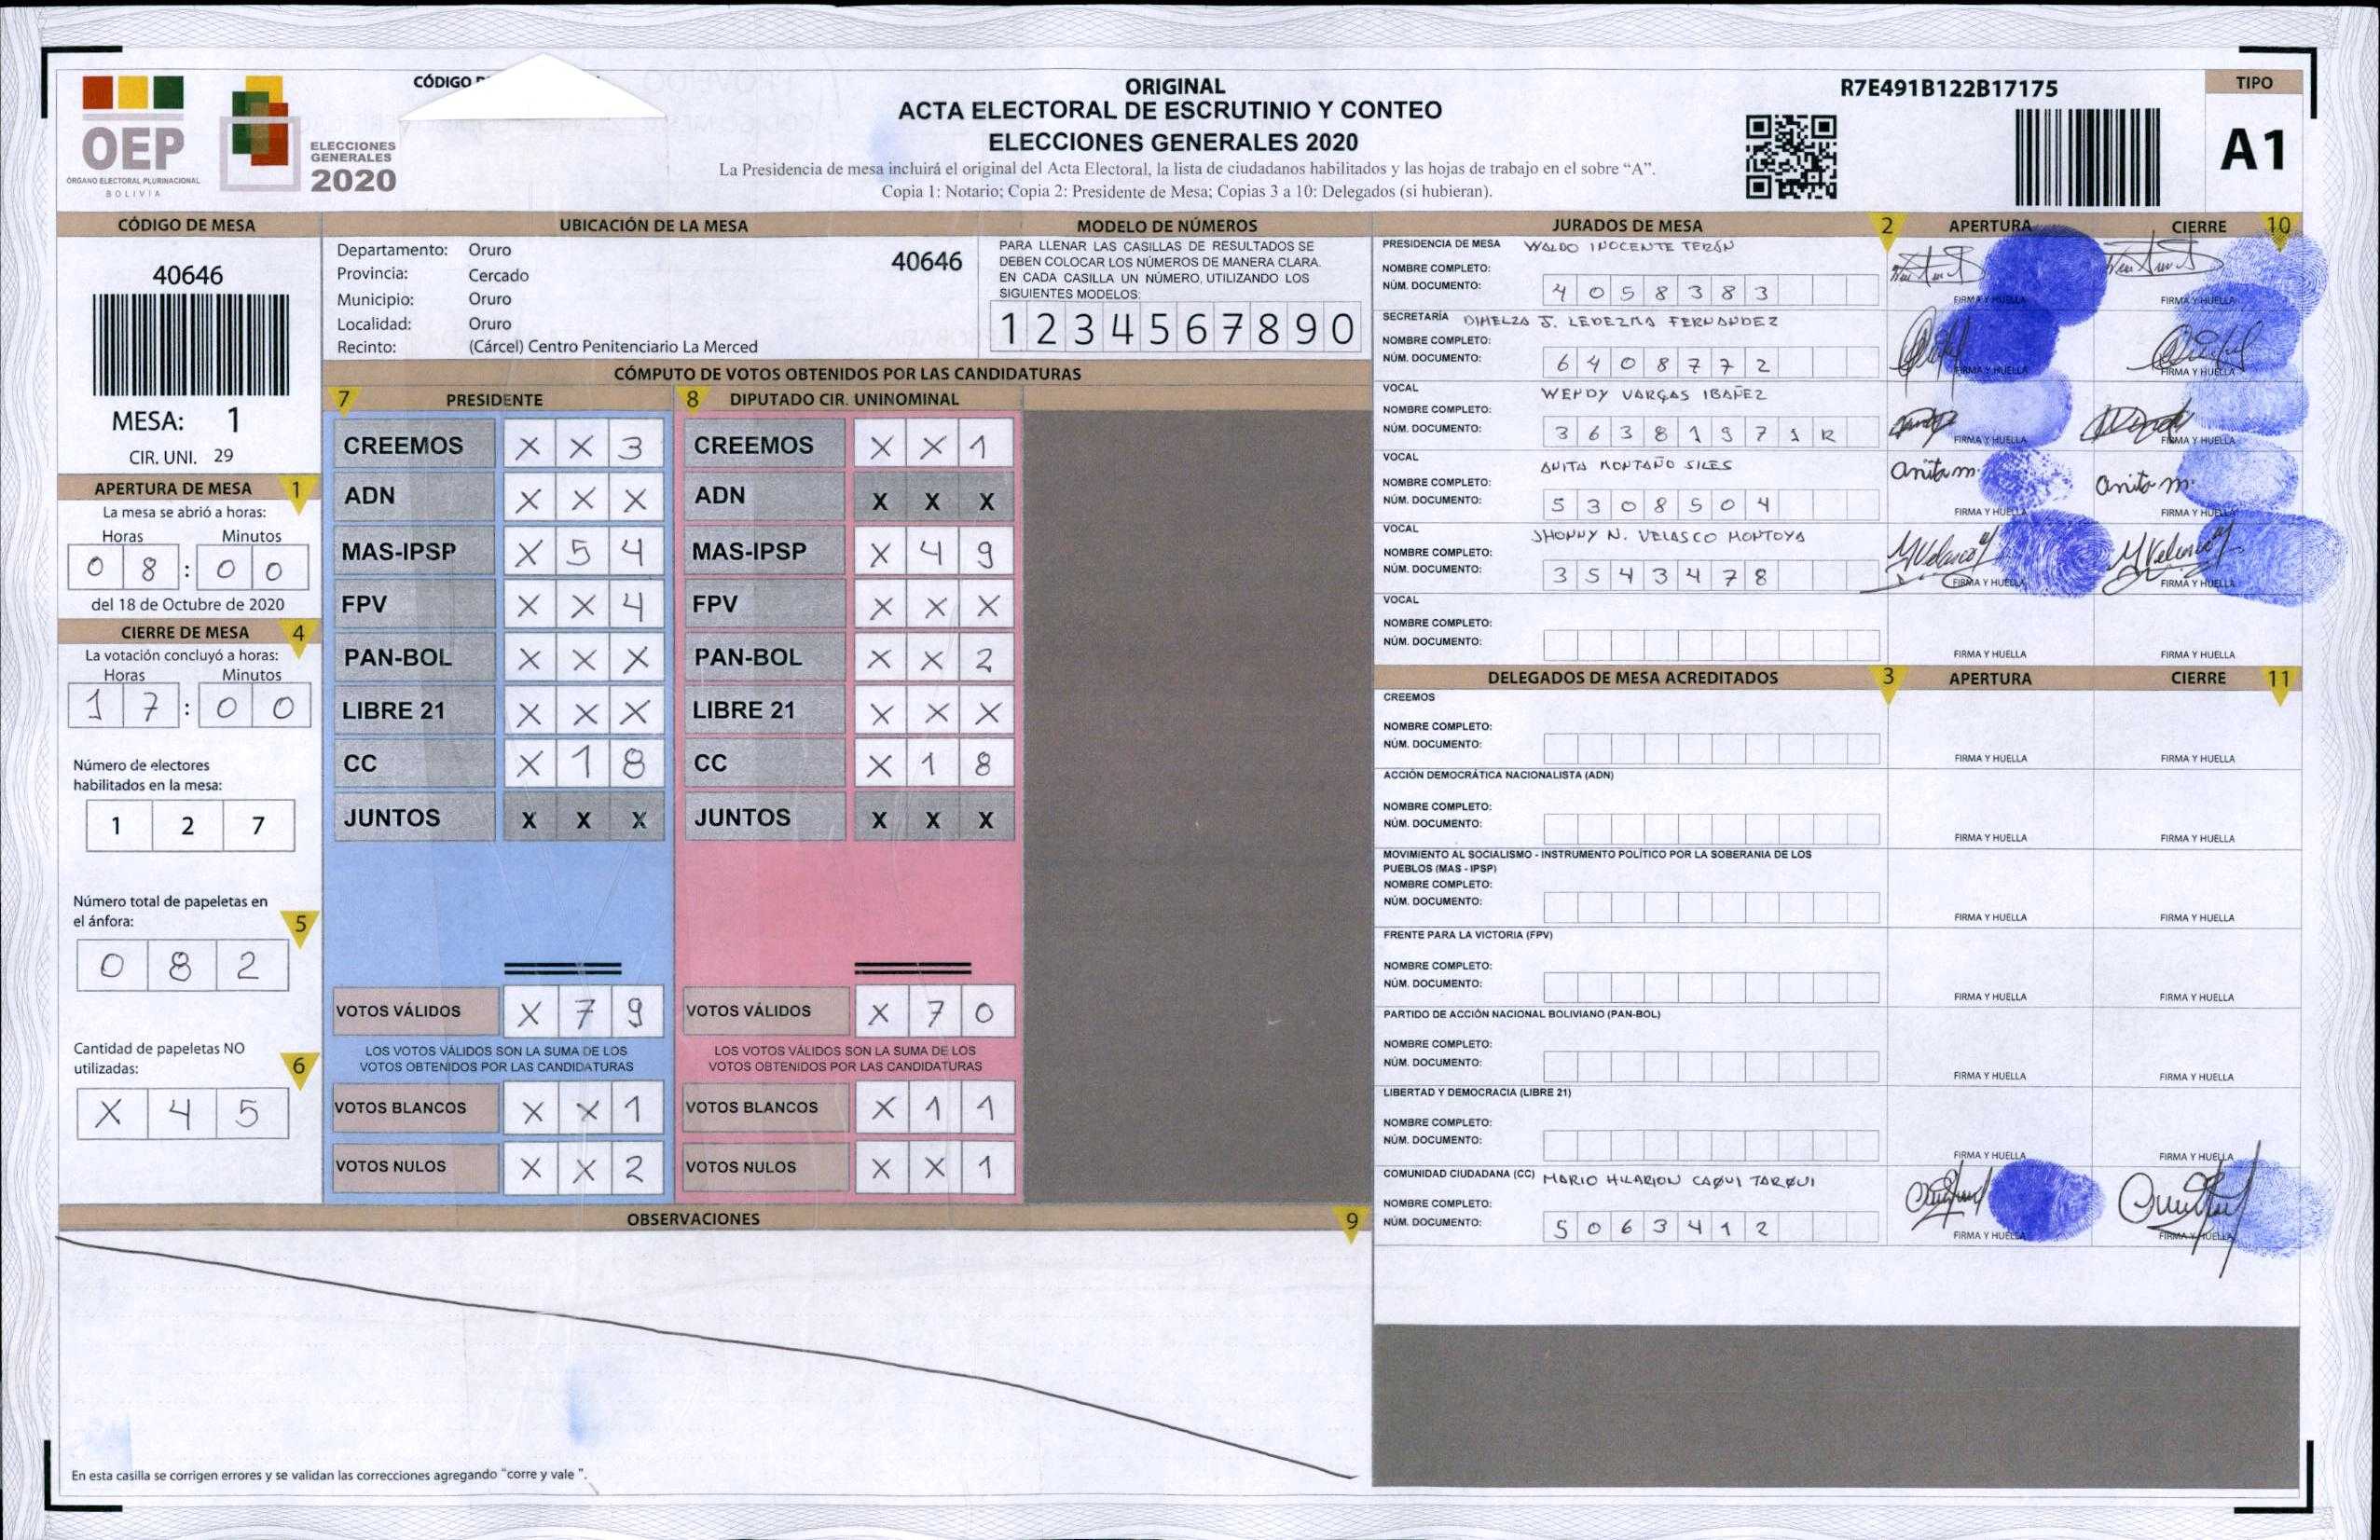 CÓDIGO
OEP
ÓRGANO ELECTORAL PLURINACIONAL
BOLIVIA
ELECCIONES
GENERALES
2020
ORIGINAL
ACTA ELECTORAL DE ESCRUTINIO Y CONTEO
ELECCIONES GENERALES 2020
La Presidencia de mesa incluirá el original del Acta Electoral, la lista de ciudadanos habilitados y las hojas de trabajo en el sobre “A”.
Copia 1: Notario; Copia 2: Presidente de Mesa; Copias 3 a 10: Delegados (si hubieran).
R7E491B122B17175
TIPO
A1
CÓDIGO DE MESA
40646
MESA: 1
CIR. UNI. 29
APERTURA DE MESA 1
La mesa se abrió a horas:
Horas Minutos
0 8 : 0 0
del 18 de Octubre de 2020
CIERRE DE MESA 4
La votación concluyó a horas:
Horas Minutos
1 7 : 0 0
Número de electores
habilitados en la mesa:
1 2 7
Número total de papeletas en
el ánfora: 5
0 8 2
Cantidad de papeletas NO
utilizadas: 6
X 4 5
UBICACIÓN DE LA MESA
Departamento: Oruro
Provincia: Cercado
Municipio: Oruro
Localidad: Oruro
Recinto: (Cárcel) Centro Penitenciario La Merced
40646
MODELO DE NÚMEROS
PARA LLENAR LAS CASILLAS DE RESULTADOS SE
DEBEN COLOCAR LOS NÚMEROS DE MANERA CLARA.
EN CADA CASILLA UN NÚMERO, UTILIZANDO LOS
SIGUIENTES MODELOS:
1 2 3 4 5 6 7 8 9 0
CÓMPUTO DE VOTOS OBTENIDOS POR LAS CANDIDATURAS
7 PRESIDENTE
CREEMOS X X 3
ADN X X X
MAS-IPSP X 5 4
FPV X X 4
PAN-BOL X X X
LIBRE 21 X X X
CC X 1 8
JUNTOS X X X
VOTOS VÁLIDOS X 7 9
LOS VOTOS VÁLIDOS SON LA SUMA DE LOS
VOTOS OBTENIDOS POR LAS CANDIDATURAS
VOTOS BLANCOS X X 1
VOTOS NULOS X X 2
8 DIPUTADO CIR. UNINOMINAL
CREEMOS X X 1
ADN X X X
MAS-IPSP X 4 9
FPV X X X
PAN-BOL X X 2
LIBRE 21 X X X
CC X 1 8
JUNTOS X X X
VOTOS VÁLIDOS X 7 0
LOS VOTOS VÁLIDOS SON LA SUMA DE LOS
VOTOS OBTENIDOS POR LAS CANDIDATURAS
VOTOS BLANCOS X 1 1
VOTOS NULOS X X 1
OBSERVACIONES 9
En esta casilla se corrigen errores y se validan las correcciones agregando "corre y vale ".
JURADOS DE MESA 2 APERTURA CIERRE 10
PRESIDENCIA DE MESA WALDO INOCENTE TERÁN
NOMBRE COMPLETO:
NÚM. DOCUMENTO: 4 0 5 8 3 8 3
FIRMA Y HUELLA FIRMA Y HUELLA
SECRETARÍA DIMELZA J. LEDEZMA FERNANDEZ
NOMBRE COMPLETO:
NÚM. DOCUMENTO: 6 4 0 8 7 7 2
FIRMA Y HUELLA FIRMA Y HUELLA
VOCAL WENDY VARGAS IBAÑEZ
NOMBRE COMPLETO:
NÚM. DOCUMENTO: 3 6 3 8 1 9 7 1 R
FIRMA Y HUELLA FIRMA Y HUELLA
VOCAL ANITA MONTAÑO SILES
NOMBRE COMPLETO:
NÚM. DOCUMENTO: 5 3 0 8 5 0 4
Anita m. Anita m.
FIRMA Y HUELLA FIRMA Y HUELLA
VOCAL JHONNY N. VELASCO MONTOYA
NOMBRE COMPLETO:
NÚM. DOCUMENTO: 3 5 4 3 4 7 8
FIRMA Y HUELLA FIRMA Y HUELLA
VOCAL
NOMBRE COMPLETO:
NÚM. DOCUMENTO:
FIRMA Y HUELLA FIRMA Y HUELLA
DELEGADOS DE MESA ACREDITADOS 3 APERTURA CIERRE 11
CREEMOS
NOMBRE COMPLETO:
NÚM. DOCUMENTO:
FIRMA Y HUELLA FIRMA Y HUELLA
ACCIÓN DEMOCRÁTICA NACIONALISTA (ADN)
NOMBRE COMPLETO:
NÚM. DOCUMENTO:
FIRMA Y HUELLA FIRMA Y HUELLA
MOVIMIENTO AL SOCIALISMO - INSTRUMENTO POLÍTICO POR LA SOBERANIA DE LOS
PUEBLOS (MAS - IPSP)
NOMBRE COMPLETO:
NÚM. DOCUMENTO:
FIRMA Y HUELLA FIRMA Y HUELLA
FRENTE PARA LA VICTORIA (FPV)
NOMBRE COMPLETO:
NÚM. DOCUMENTO:
FIRMA Y HUELLA FIRMA Y HUELLA
PARTIDO DE ACCIÓN NACIONAL BOLIVIANO (PAN-BOL)
NOMBRE COMPLETO:
NÚM. DOCUMENTO:
FIRMA Y HUELLA FIRMA Y HUELLA
LIBERTAD Y DEMOCRACIA (LIBRE 21)
NOMBRE COMPLETO:
NÚM. DOCUMENTO:
FIRMA Y HUELLA FIRMA Y HUELLA
COMUNIDAD CIUDADANA (CC) MARIO HILARION CAQUI TARQUI
NOMBRE COMPLETO:
NÚM. DOCUMENTO: 5 0 6 3 4 1 2
FIRMA Y HUELLA FIRMA Y HUELLA